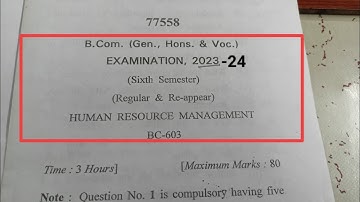 77558
B.Com. (Gen., Hons. & Voc.)
EXAMINATION, 2023-24
(Sixth Semester)
(Regular & Re-appear)
HUMAN RESOURCE MANAGEMENT
BC-603
Time : 3 Hours] [Maximum Marks : 80
Note : Question No. 1 is compulsory having five